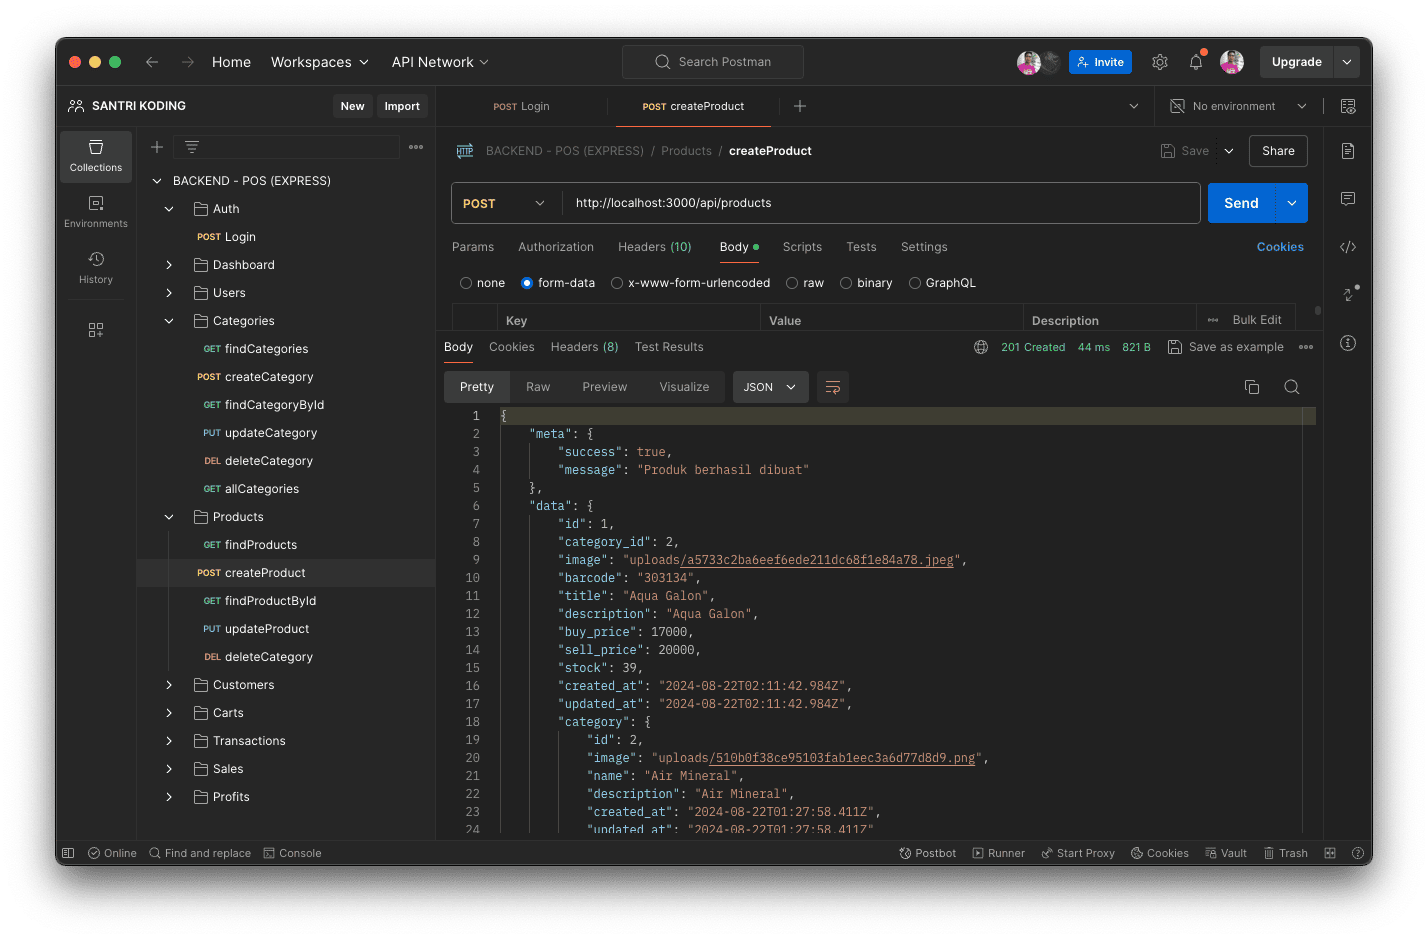 Home Workspaces API Network Search Postman Invite Upgrade
SANTRI KODING New Import POST Login POST createProduct No environment
Collections
Environments
History
BACKEND - POS (EXPRESS)
Auth
POST Login
Dashboard
Users
Categories
GET findCategories
POST createCategory
GET findCategoryById
PUT updateCategory
DEL deleteCategory
GET allCategories
Products
GET findProducts
POST createProduct
GET findProductById
PUT updateProduct
DEL deleteCategory
Customers
Carts
Transactions
Sales
Profits
HTTP BACKEND - POS (EXPRESS) / Products / createProduct Save Share
POST http://localhost:3000/api/products Send
Params Authorization Headers (10) Body Scripts Tests Settings Cookies
none form-data x-www-form-urlencoded raw binary GraphQL
Key Value Description Bulk Edit
Body Cookies Headers (8) Test Results 201 Created 44 ms 821 B Save as example
Pretty Raw Preview Visualize JSON
1 {
2 "meta": {
3 "success": true,
4 "message": "Produk berhasil dibuat"
5 },
6 "data": {
7 "id": 1,
8 "category_id": 2,
9 "image": "uploads/a5733c2ba6eef6ede211dc68f1e84a78.jpeg",
10 "barcode": "303134",
11 "title": "Aqua Galon",
12 "description": "Aqua Galon",
13 "buy_price": 17000,
14 "sell_price": 20000,
15 "stock": 39,
16 "created_at": "2024-08-22T02:11:42.984Z",
17 "updated_at": "2024-08-22T02:11:42.984Z",
18 "category": {
19 "id": 2,
20 "image": "uploads/510b0f38ce95103fab1eec3a6d77d8d9.png",
21 "name": "Air Mineral",
22 "description": "Air Mineral",
23 "created_at": "2024-08-22T01:27:58.411Z",
24 "updated_at": "2024-08-22T01:27:58.411Z"
Online Find and replace Console Postbot Runner Start Proxy Cookies Vault Trash